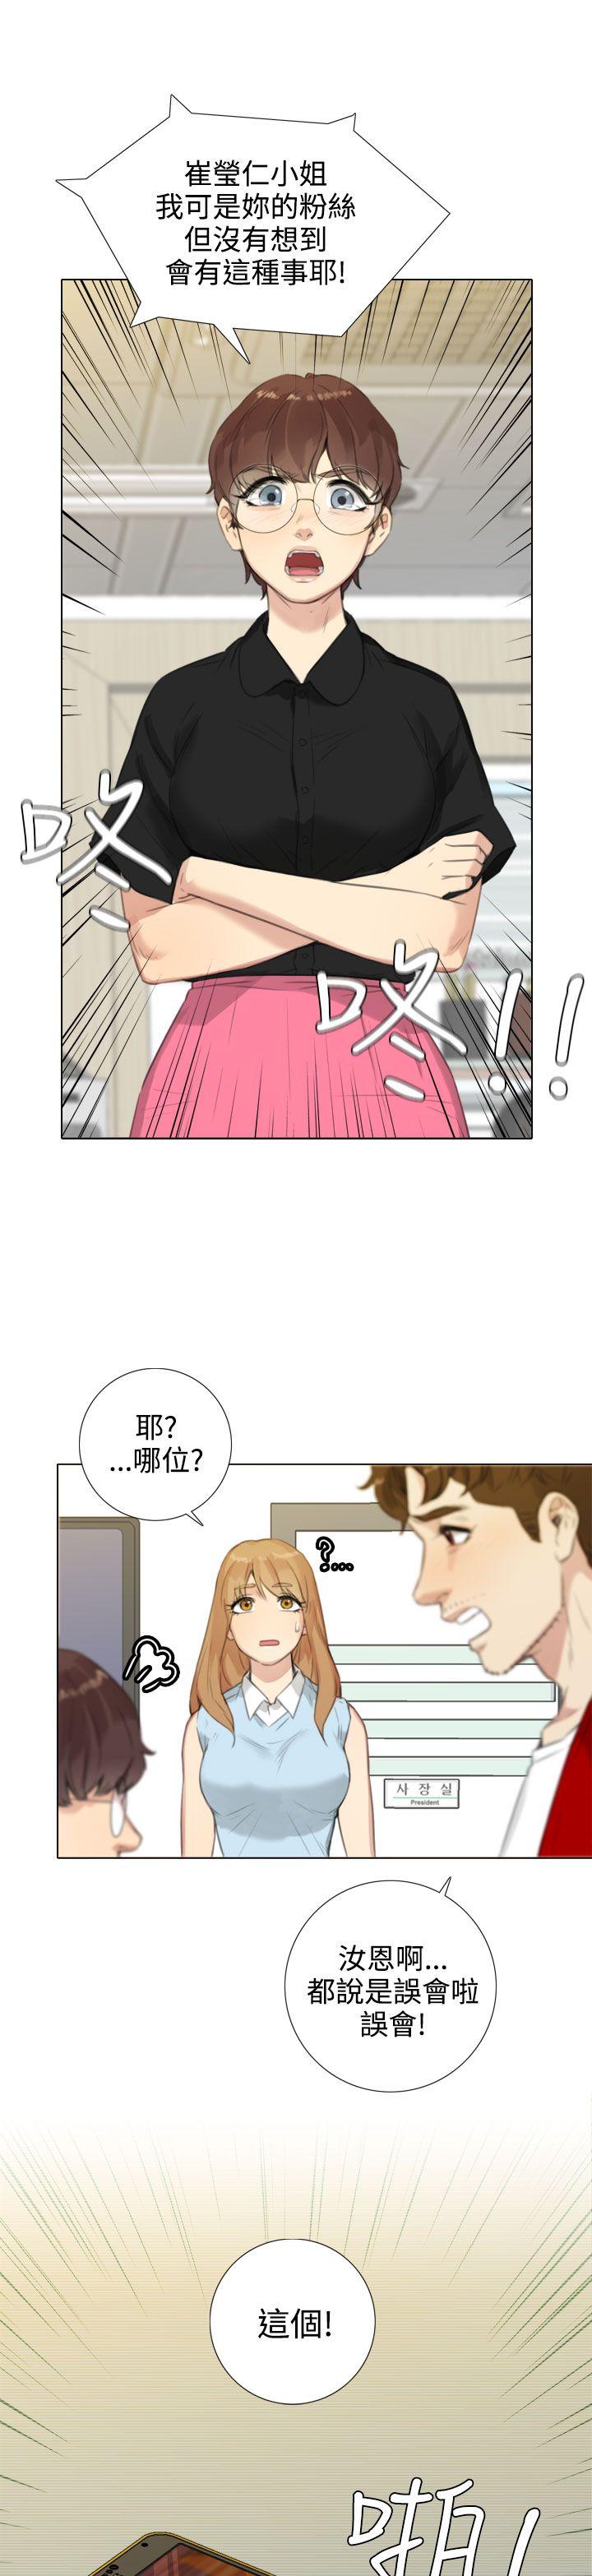 崔瑩仁小姐
我可是妳的粉絲
但沒有想到
會有這種事耶!
咚
咚!!
耶?
...哪位?
?...
사장실
President
汝恩啊...
都說是誤會啦
誤會!
這個!
啪!